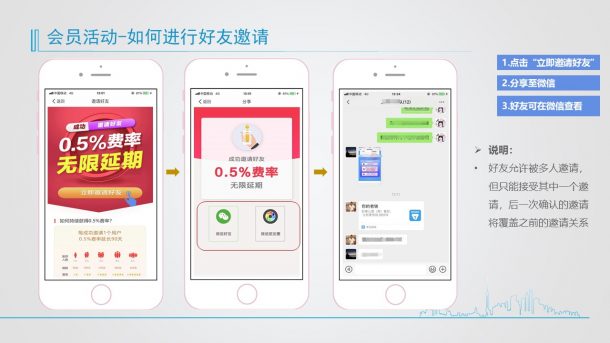 会员活动-如何进行好友邀请
1.点击“立即邀请好友”
2.分享至微信
3.好友可在微信查看
说明：
好友允许被多人邀请，
但只能接受其中一个邀
请，后一次确认的邀请
将覆盖之前的邀请关系
返回
邀请好友
成功 邀请好友
0.5%费率
无限延期
立即邀请好友
如何持续获得0.5%费率？
每成功邀请1个用户
0.5%费率延长90天
返回
分享
成功邀请好友
0.5%费率
无限延期
微信好友
微信朋友圈